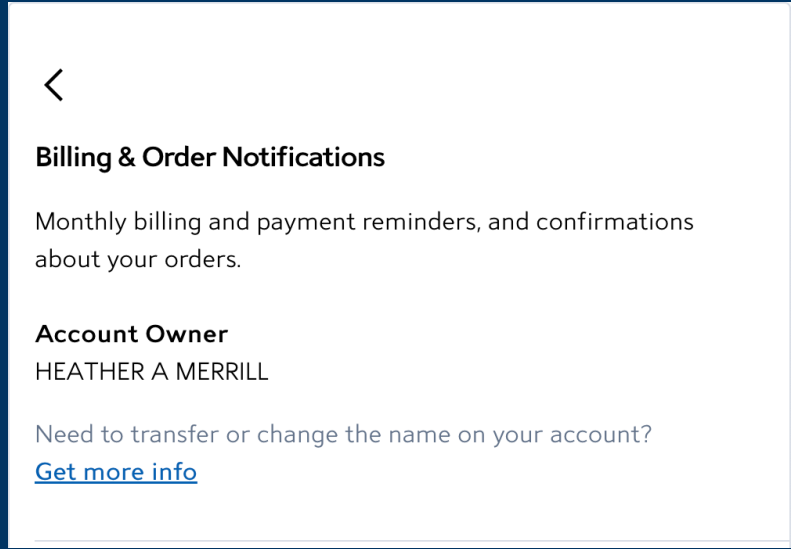 Billing & Order Notifications
Monthly billing and payment reminders, and confirmations
about your orders.
Account Owner
HEATHER A MERRILL
Need to transfer or change the name on your account?
Get more info